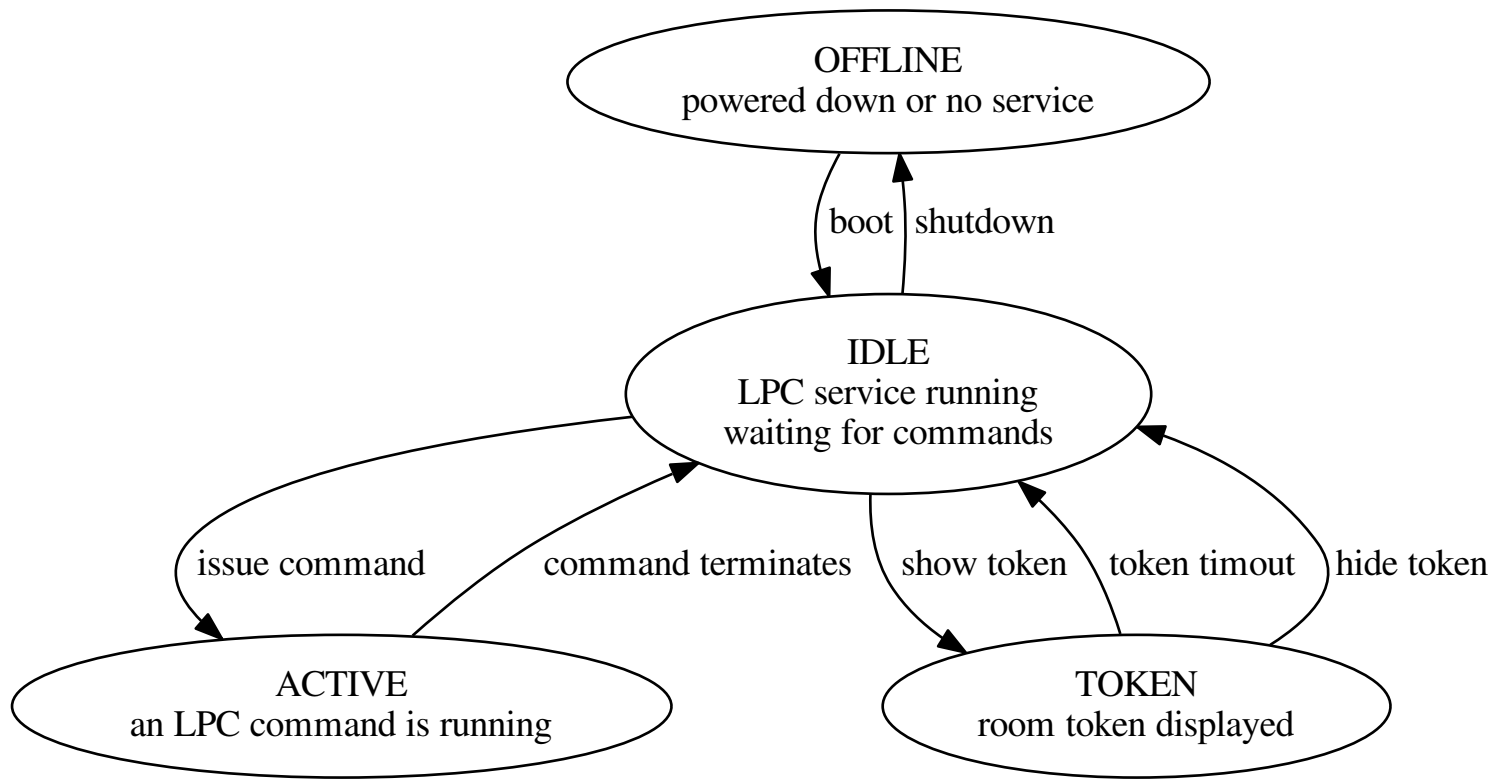 OFFLINE
powered down or no service
boot
shutdown
IDLE
LPC service running
waiting for commands
issue command
command terminates
show token
token timout
hide token
ACTIVE
an LPC command is running
TOKEN
room token displayed